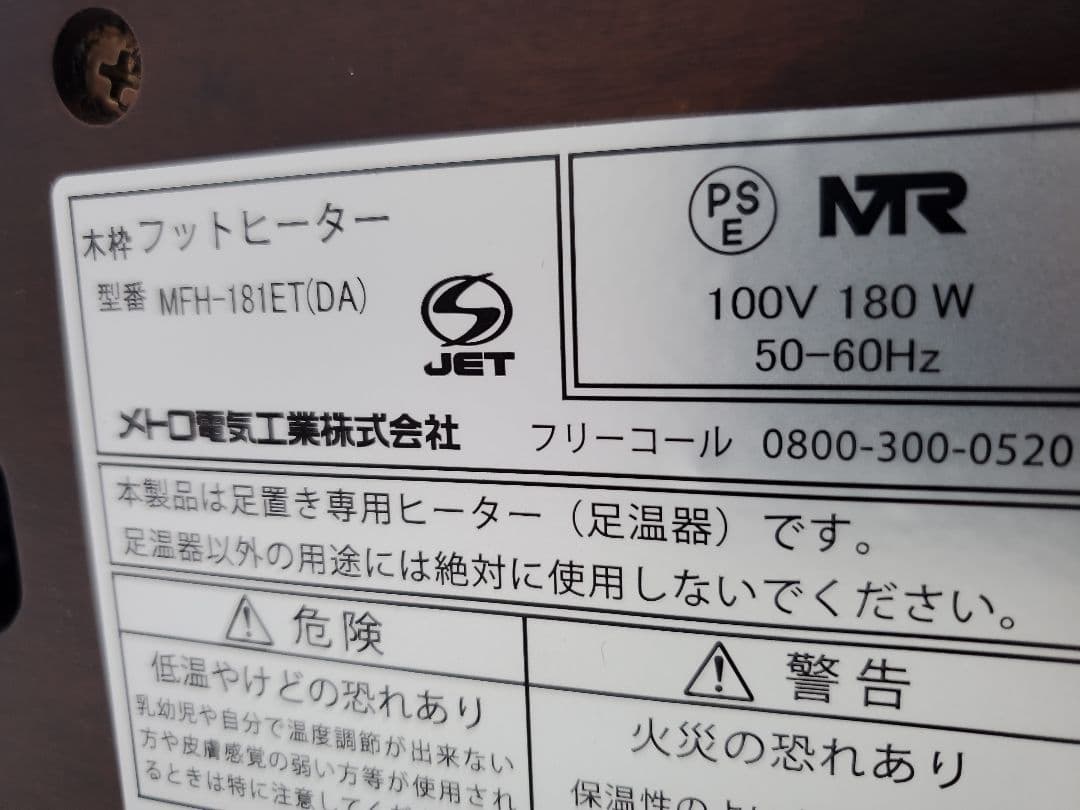 木枠フットヒーター
型番 MFH-181ET(DA)
JET
PSE
MTR
100V 180 W
50-60Hz
メトロ電気工業株式会社 フリーコール 0800-300-0520
本製品は足置き専用ヒーター（足温器）です。
足温器以外の用途には絶対に使用しないでください。
危険
低温やけどの恐れあり
乳幼児や自分で温度調節が出来ない
方や皮膚感覚の弱い方等が使用され
るときは特に注意してくだ
警告
火災の恐れあり
保温性の